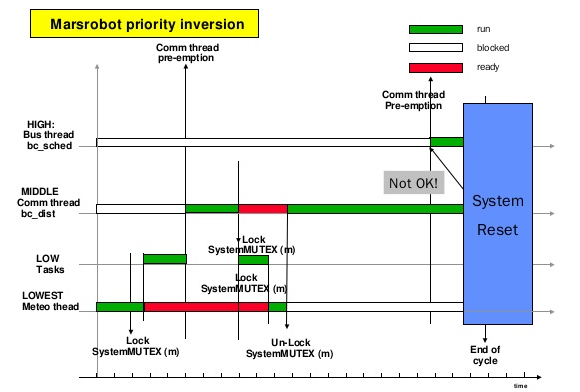 Marsrobot priority inversion
run
blocked
ready
Comm thread
pre-emption
Comm thread
Pre-emption
HIGH:
Bus thread
bc_sched
Not OK!
MIDDLE
Comm thread
bc_dist
System
Reset
Lock
SystemMUTEX (m)
LOW
Tasks
Lock
SystemMUTEX (m)
LOWEST
Meteo thead
Lock
SystemMUTEX (m)
Un-Lock
SystemMUTEX (m)
End of
cycle
time